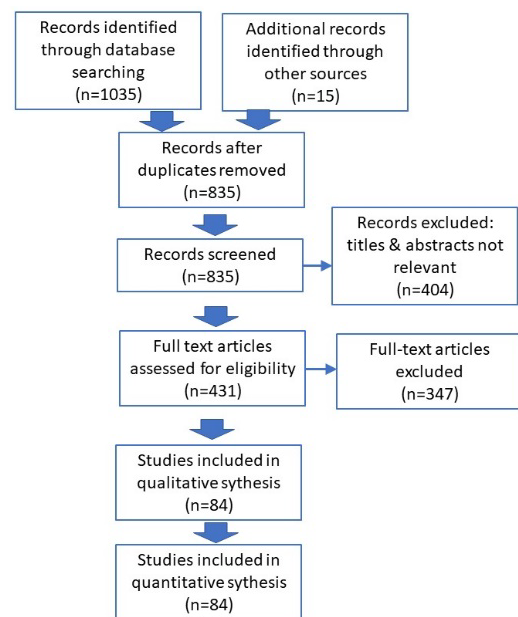 Records identified
through database
searching
(n=1035)
Additional records
identified through
other sources
(n=15)
Records after
duplicates removed
(n=835)
Records screened
(n=835)
Records excluded:
titles & abstracts not
relevant
(n=404)
Full text articles
assessed for eligibility
(n=431)
Full-text articles
excluded
(n=347)
Studies included in
qualitative sythesis
(n=84)
Studies included in
quantitative sythesis
(n=84)